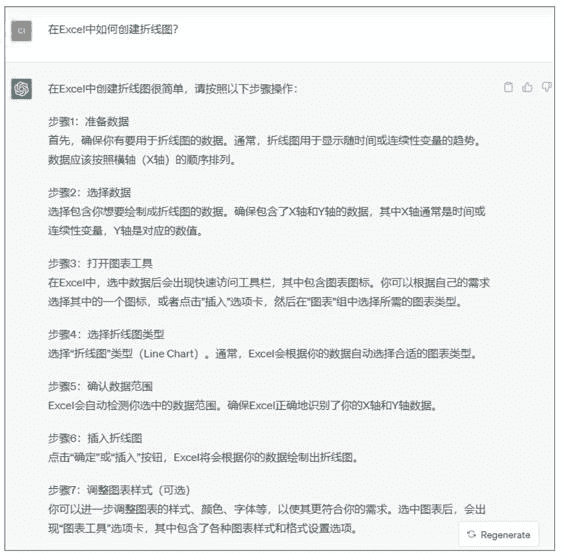 CI
在Excel中如何创建折线图？
在Excel中创建折线图很简单，请按照以下步骤操作：
步骤1：准备数据
首先，确保你有要用于折线图的数据。通常，折线图用于显示随时间或连续性变量的趋势。
数据应该按照横轴（X轴）的顺序排列。
步骤2：选择数据
选择包含你想要绘制成折线图的数据。确保包含了X轴和Y轴的数据，其中X轴通常是时间或
连续性变量，Y轴是对应的数值。
步骤3：打开图表工具
在Excel中，选中数据后会出现快速访问工具栏，其中包含图表图标。你可以根据自己的需求
选择其中的一个图标，或者点击"插入"选项卡，然后在"图表"组中选择所需的图表类型。
步骤4：选择折线图类型
选择"折线图"类型（Line Chart）。通常，Excel会根据你的数据自动选择合适的图表类型。
步骤5：确认数据范围
Excel会自动检测你选中的数据范围。确保Excel正确地识别了你的X轴和Y轴数据。
步骤6：插入折线图
点击"确定"或"插入"按钮，Excel将会根据你的数据绘制出折线图。
步骤7：调整图表样式（可选）
你可以进一步调整图表的样式、颜色、字体等，以使其更符合你的需求。选中图表后，会出
现"图表工具"选项卡，其中包含了各种图表样式和格式设置选项。
Regenerate